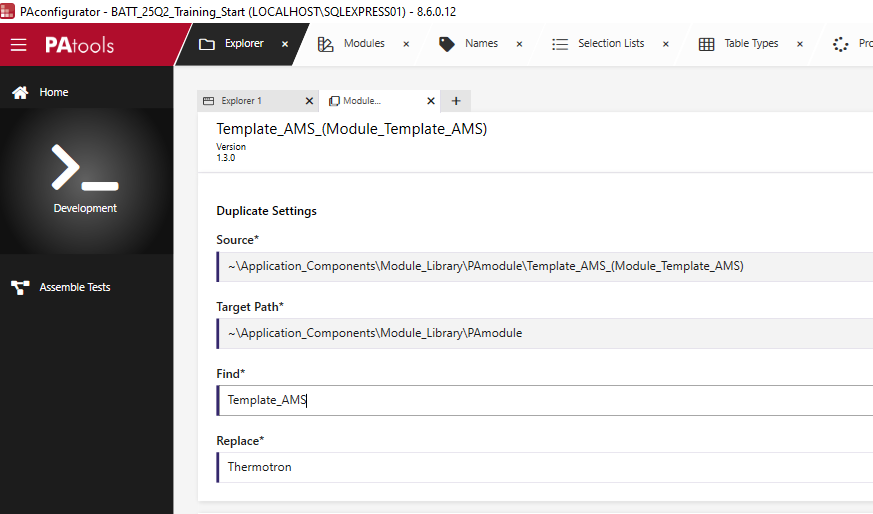 PAconfigurator - BATT_25Q2_Training_Start (LOCALHOST\SQLEXPRESS01) - 8.6.0.12
PAtools
Explorer × Modules × Names × Selection Lists × Table Types ×
Home
Explorer 1 × Module... × +
Template_AMS_(Module_Template_AMS)
Version
1.3.0
Development
Duplicate Settings
Source*
~\Application_Components\Module_Library\PAmodule\Template_AMS_(Module_Template_AMS)
Assemble Tests
Target Path*
~\Application_Components\Module_Library\PAmodule
Find*
Template_AMS
Replace*
Thermotron